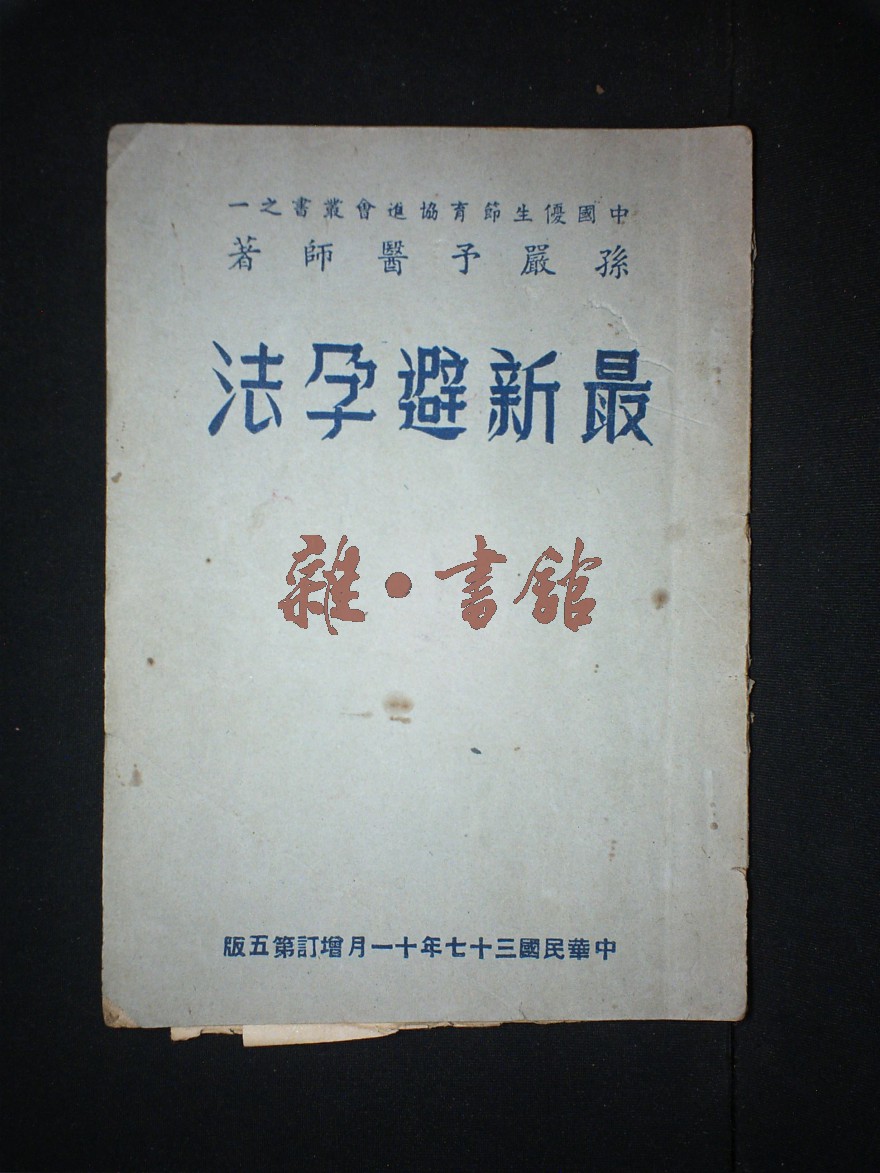 中國優生節育協進會叢書之一
孫嚴予醫師著
最新避孕法
雜·書館
中華民國三十七年十一月增訂第五版